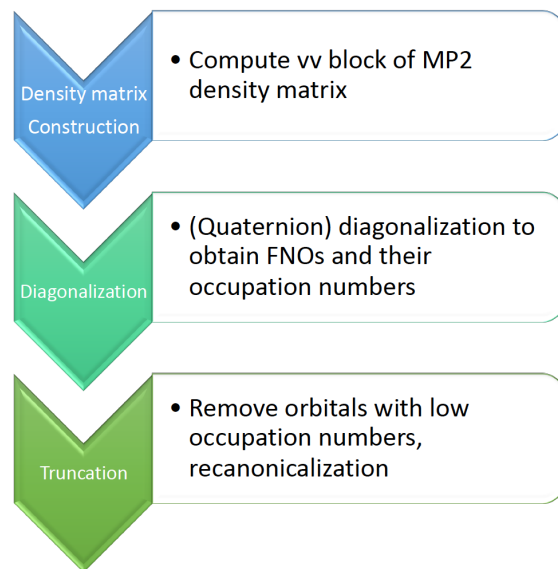 Density matrix
Construction
• Compute vv block of MP2
density matrix
Diagonalization
• (Quaternion) diagonalization to
obtain FNOs and their
occupation numbers
Truncation
• Remove orbitals with low
occupation numbers,
recanonicalization